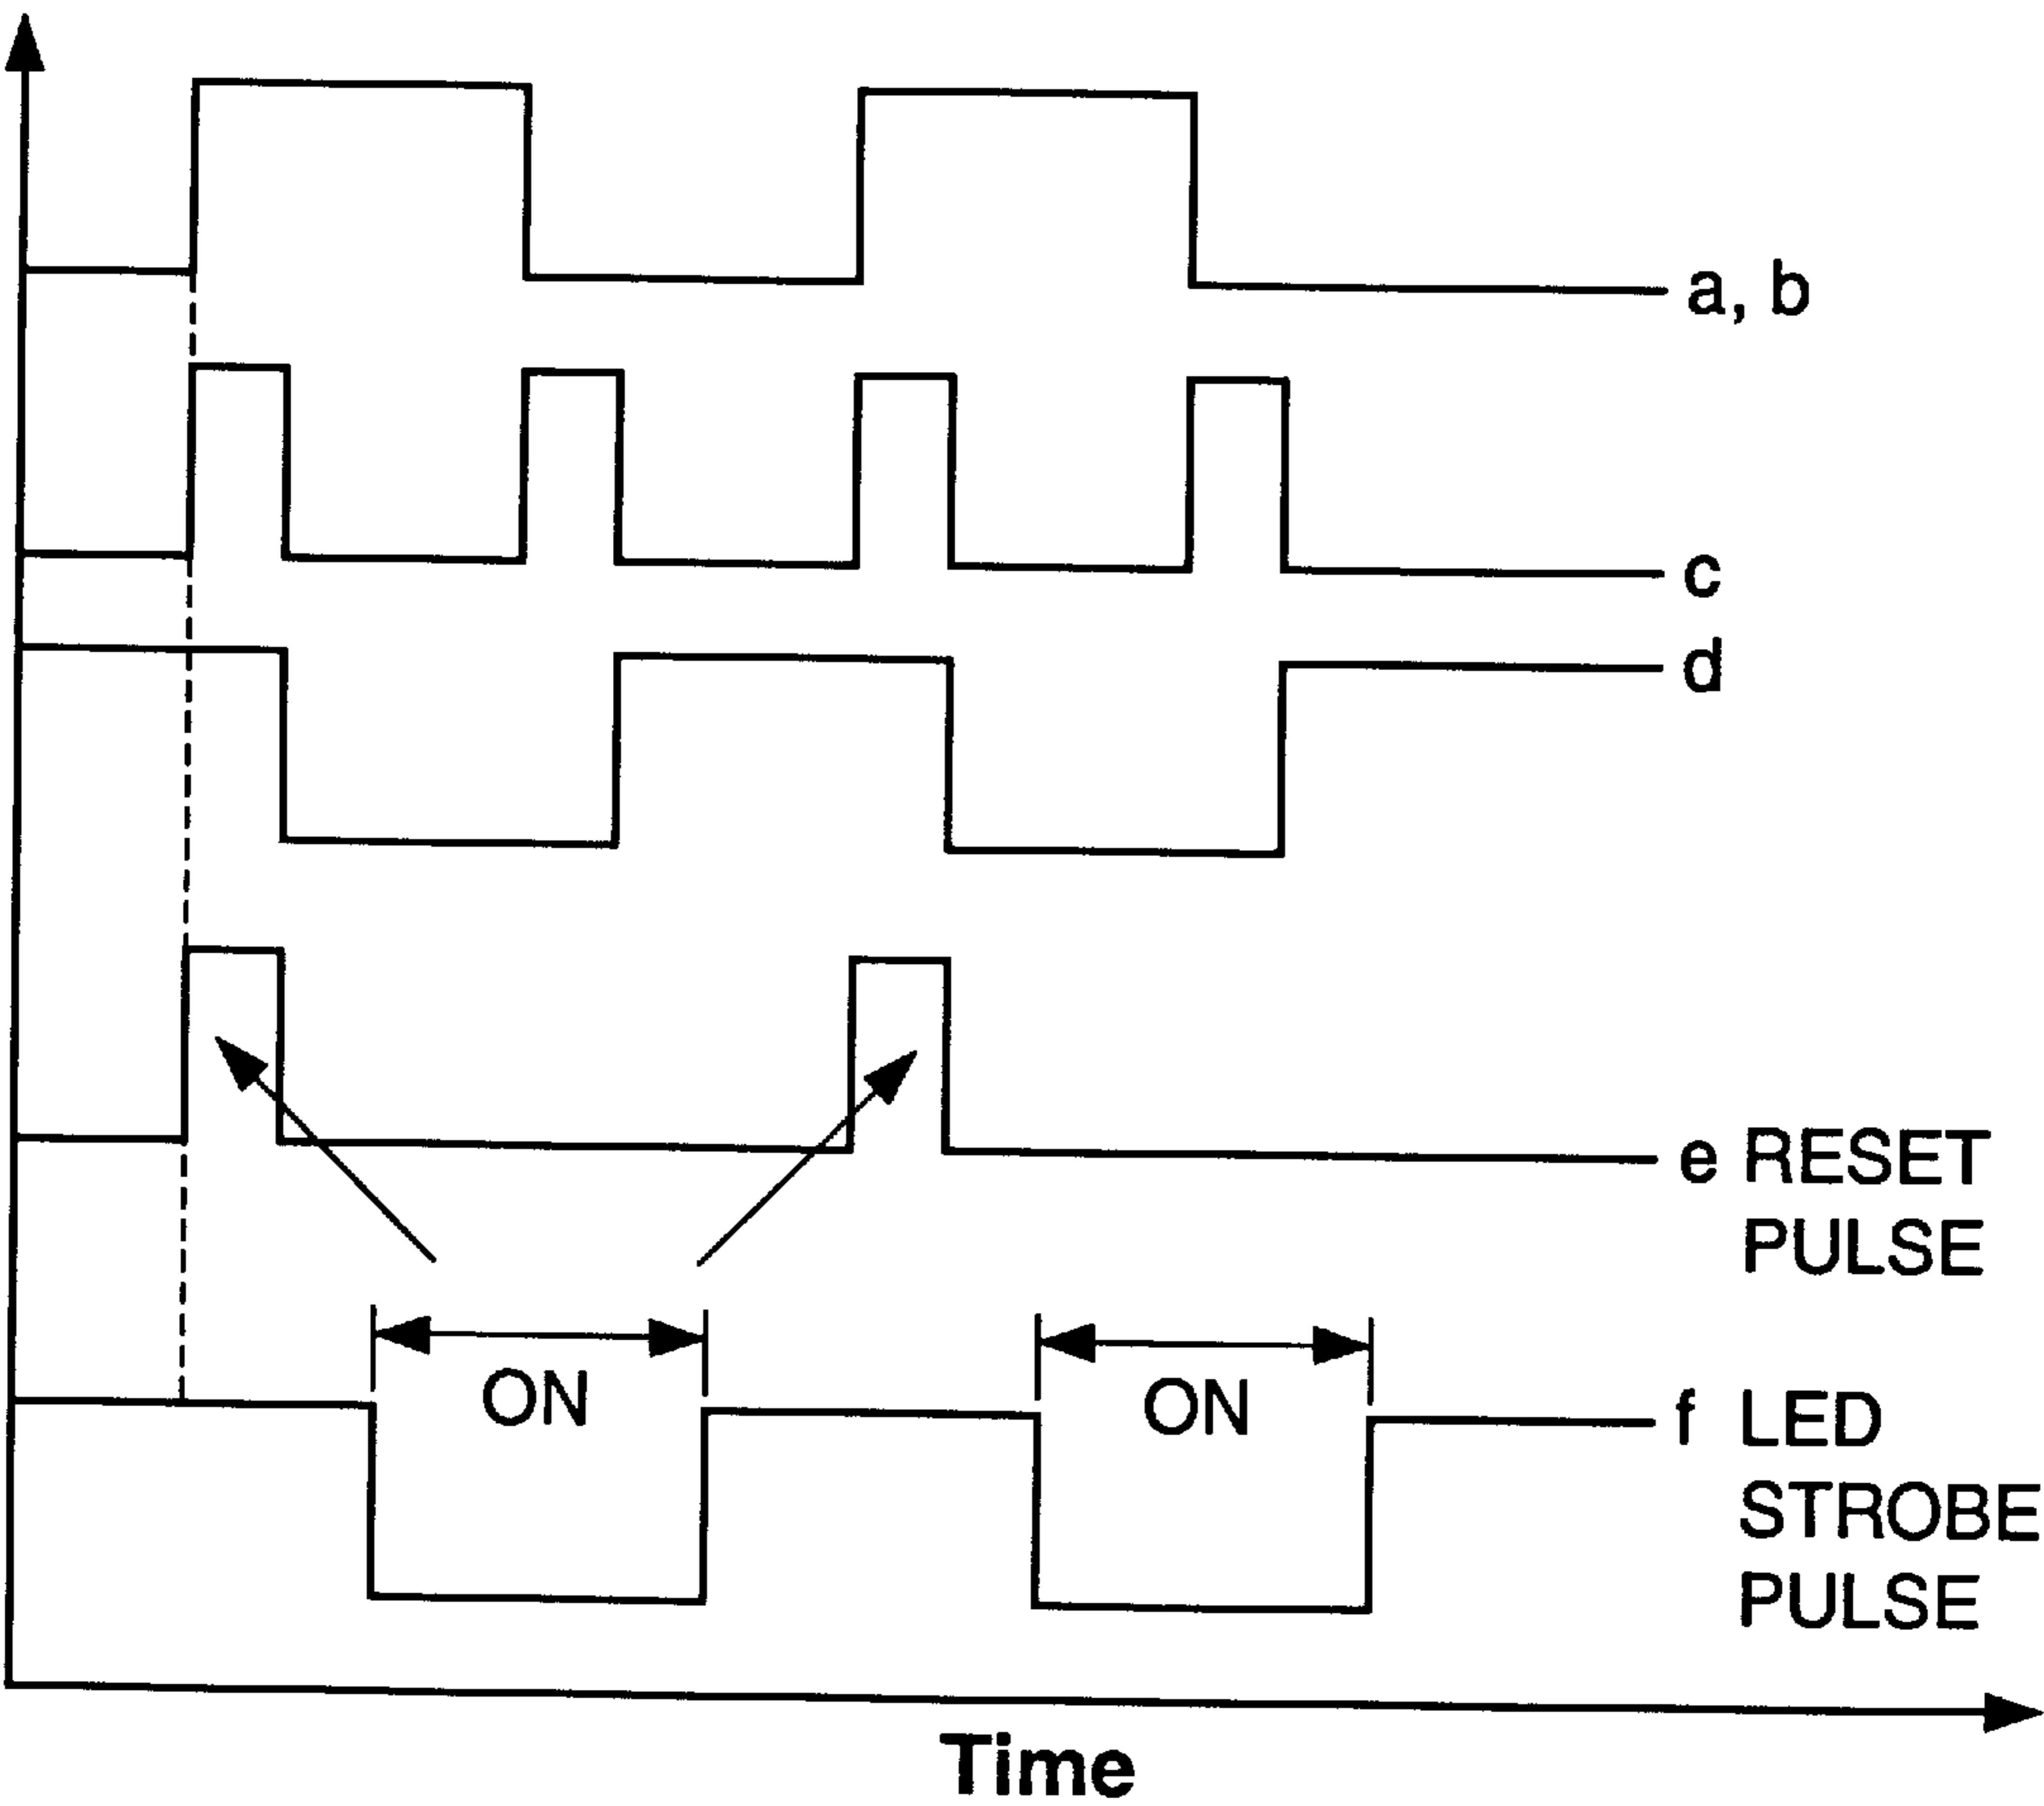 a, b
c
d
e RESET
PULSE
ON
ON
f LED
STROBE
PULSE
Time